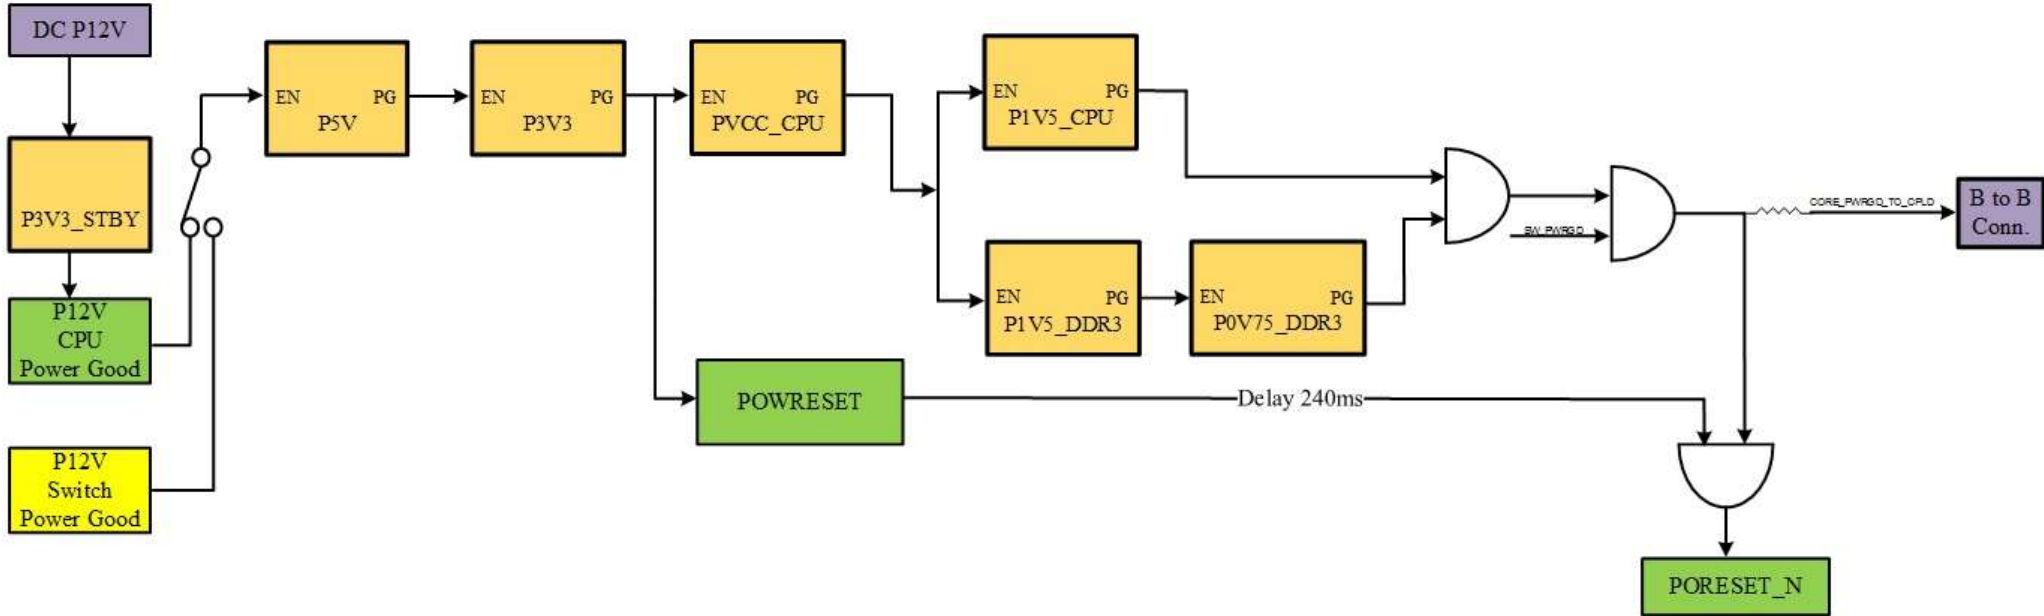 DC P12V
P3V3_STBY
P12V
CPU
Power Good
P12V
Switch
Power Good
EN PG
P5V
EN PG
P3V3
EN PG
PVCC_CPU
EN PG
P1V5_CPU
EN PG
P1V5_DDR3
EN PG
P0V75_DDR3
SW_PWRGD
CORE_PWRGD_TO_CPLD
B to B
Conn.
POWRESET
Delay 240ms
PORESET_N